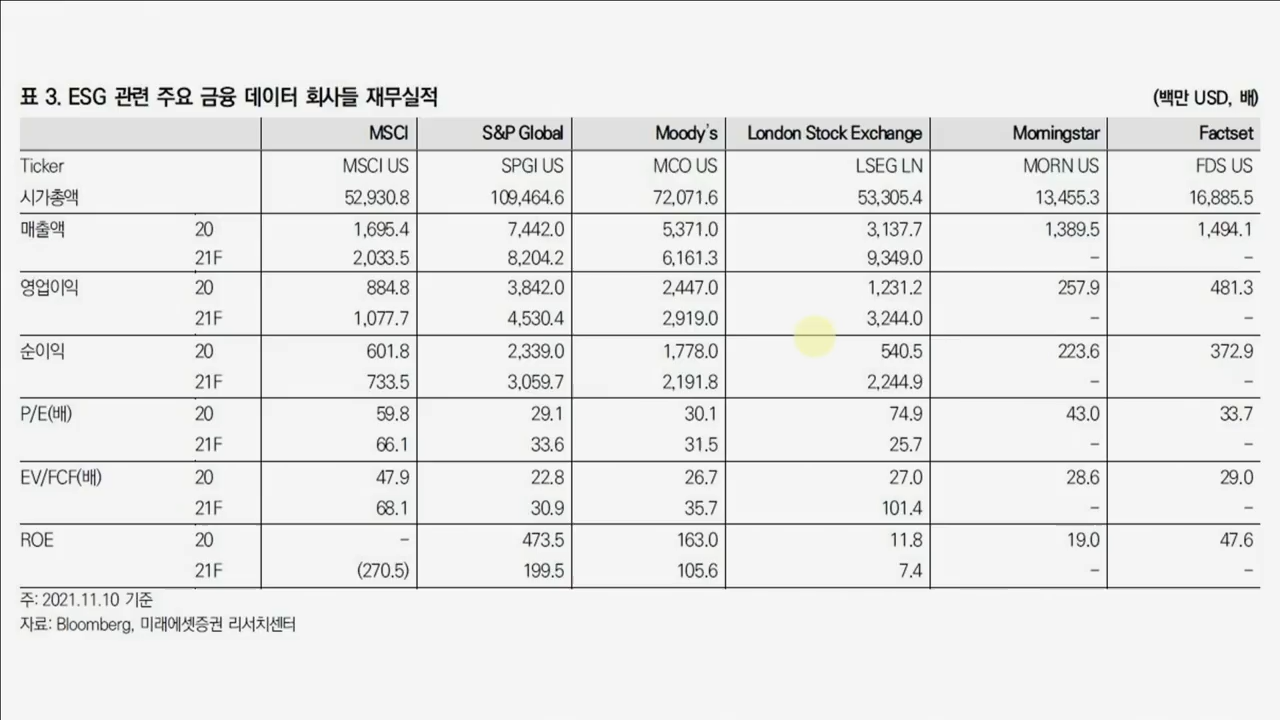 표 3. ESG 관련 주요 금융 데이터 회사들 재무실적 (백만 USD, 배)
MSCI S&P Global Moody's London Stock Exchange Morningstar Factset
Ticker MSCI US SPGI US MCO US LSEG LN MORN US FDS US
시가총액 52,930.8 109,464.6 72,071.6 53,305.4 13,455.3 16,885.5
매출액 20 1,695.4 7,442.0 5,371.0 3,137.7 1,389.5 1,494.1
21F 2,033.5 8,204.2 6,161.3 9,349.0 – –
영업이익 20 884.8 3,842.0 2,447.0 1,231.2 257.9 481.3
21F 1,077.7 4,530.4 2,919.0 3,244.0 – –
순이익 20 601.8 2,339.0 1,778.0 540.5 223.6 372.9
21F 733.5 3,059.7 2,191.8 2,244.9 – –
P/E(배) 20 59.8 29.1 30.1 74.9 43.0 33.7
21F 66.1 33.6 31.5 25.7 – –
EV/FCF(배) 20 47.9 22.8 26.7 27.0 28.6 29.0
21F 68.1 30.9 35.7 101.4 – –
ROE 20 – 473.5 163.0 11.8 19.0 47.6
21F (270.5) 199.5 105.6 7.4 – –
주: 2021.11.10 기준
자료: Bloomberg, 미래에셋증권 리서치센터